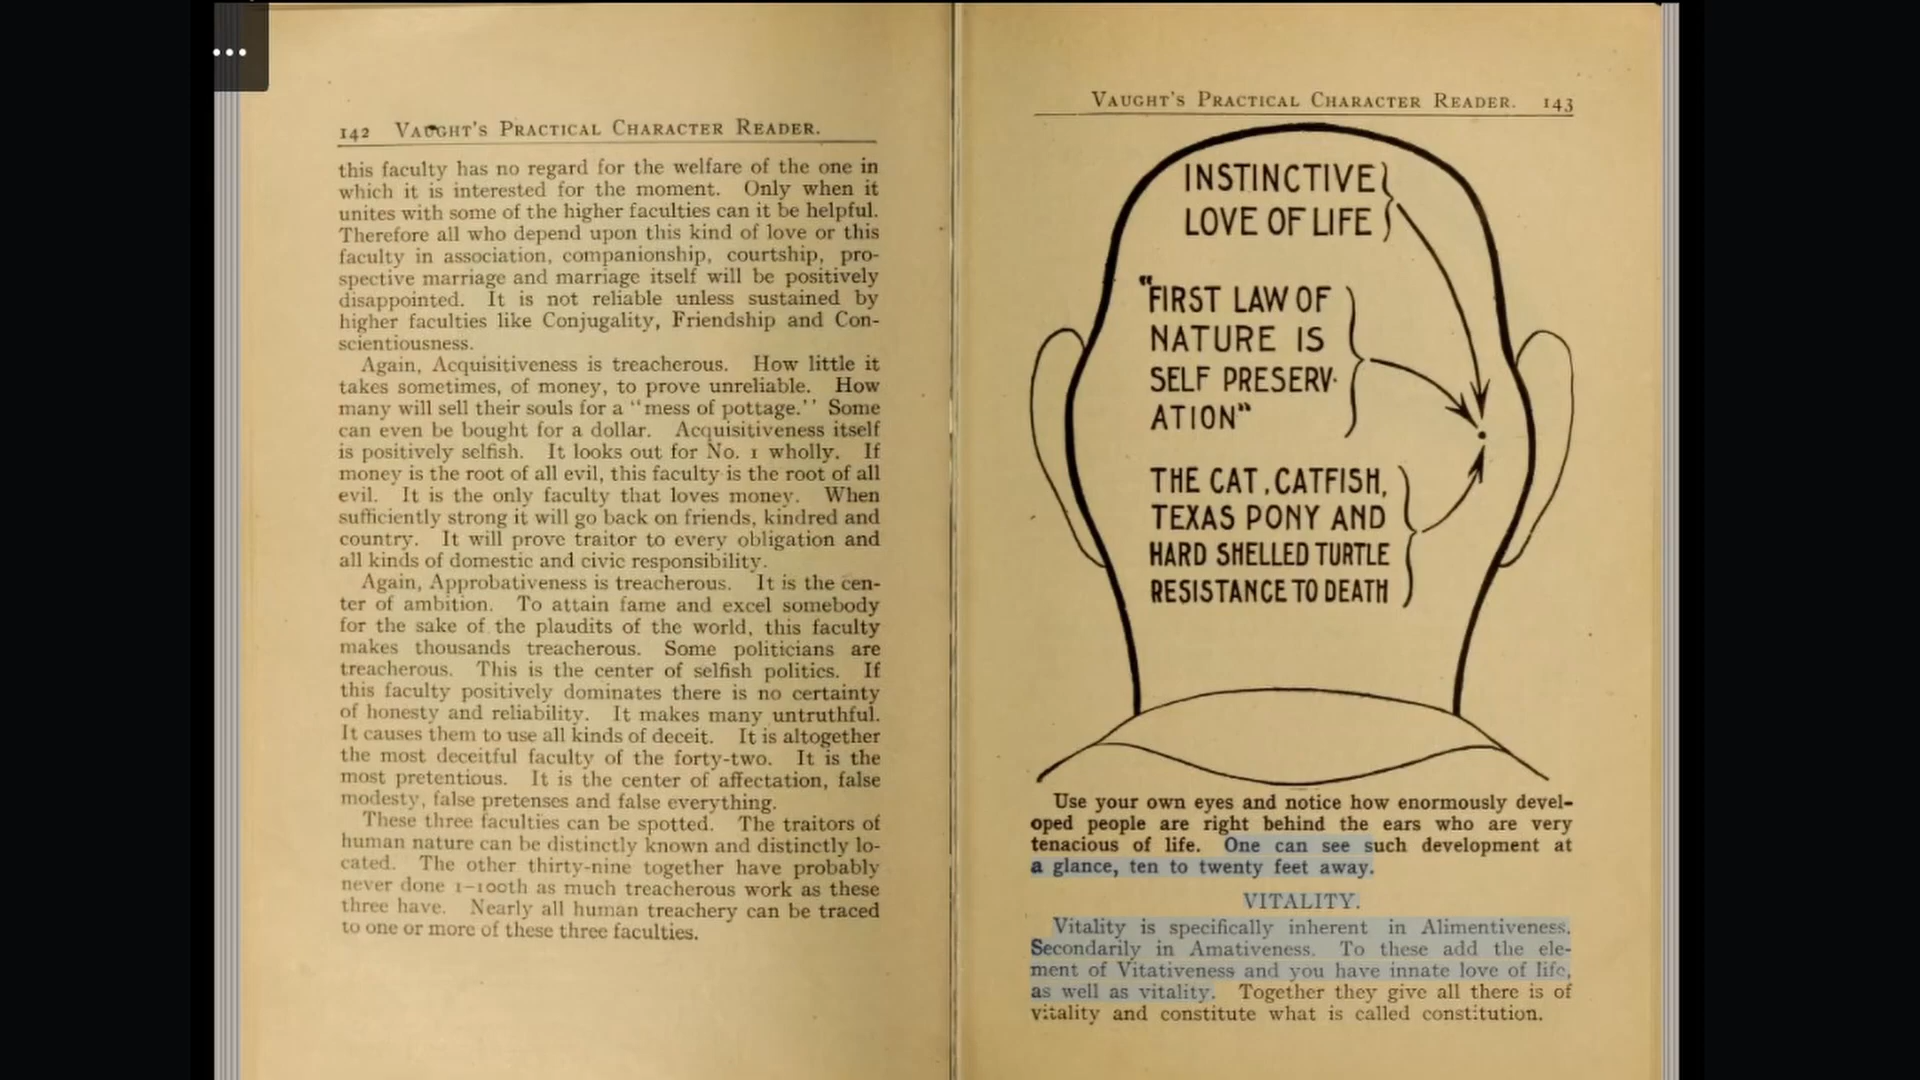 142 VAUGHT'S PRACTICAL CHARACTER READER.
this faculty has no regard for the welfare of the one in
which it is interested for the moment. Only when it
unites with some of the higher faculties can it be helpful.
Therefore all who depend upon this kind of love or this
faculty in association, companionship, courtship, pro-
spective marriage and marriage itself will be positively
disappointed. It is not reliable unless sustained by
higher faculties like Conjugality, Friendship and Con-
scientiousness.
Again, Acquisitiveness is treacherous. How little it
takes sometimes, of money, to prove unreliable. How
many will sell their souls for a "mess of pottage." Some
can even be bought for a dollar. Acquisitiveness itself
is positively selfish. It looks out for No. 1 wholly. If
money is the root of all evil, this faculty is the root of all
evil. It is the only faculty that loves money. When
sufficiently strong it will go back on friends, kindred and
country. It will prove traitor to every obligation and
all kinds of domestic and civic responsibility.
Again, Approbativeness is treacherous. It is the cen-
ter of ambition. To attain fame and excel somebody
for the sake of the plaudits of the world, this faculty
makes thousands treacherous. Some politicians are
treacherous. This is the center of selfish politics. If
this faculty positively dominates there is no certainty
of honesty and reliability. It makes many untruthful.
It causes them to use all kinds of deceit. It is altogether
the most deceitful faculty of the forty-two. It is the
most pretentious. It is the center of affectation, false
modesty, false pretenses and false everything.
These three faculties can be spotted. The traitors of
human nature can be distinctly known and distinctly lo-
cated. The other thirty-nine together have probably
never done 1-100th as much treacherous work as these
three have. Nearly all human treachery can be traced
to one or more of these three faculties.
VAUGHT'S PRACTICAL CHARACTER READER. 143
INSTINCTIVE
LOVE OF LIFE
"FIRST LAW OF
NATURE IS
SELF PRESERV-
ATION"
THE CAT, CATFISH,
TEXAS PONY AND
HARD SHELLED TURTLE
RESISTANCE TO DEATH
Use your own eyes and notice how enormously devel-
oped people are right behind the ears who are very
tenacious of life. One can see such development at
a glance, ten to twenty feet away.
VITALITY.
Vitality is specifically inherent in Alimentiveness.
Secondarily in Amativeness. To these add the ele-
ment of Vitativeness and you have innate love of life,
as well as vitality. Together they give all there is of
vitality and constitute what is called constitution.